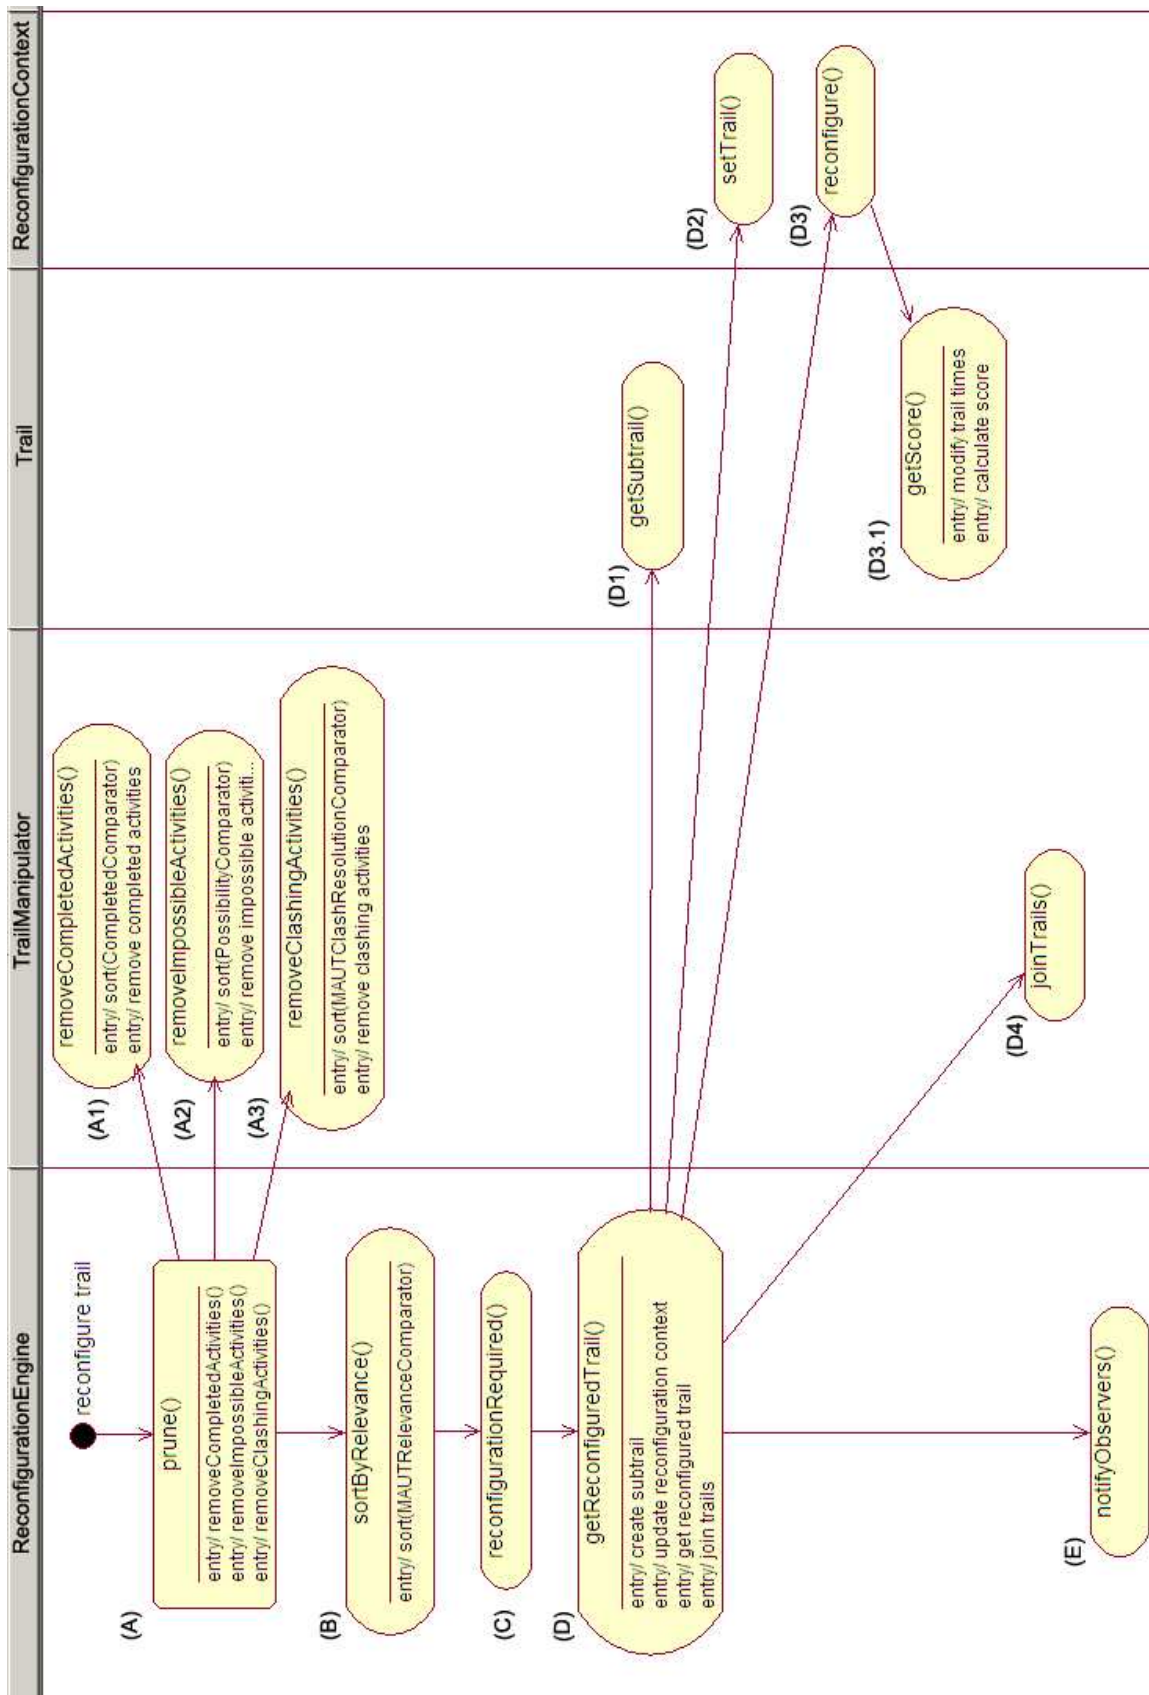 ReconfigurationEngine
TrailManipulator
Trail
ReconfigurationContext
reconfigure trail
(A)
prune()
entry/ removeCompletedActivities()
entry/ removeImpossibleActivities()
entry/ removeClashingActivities()
(A1)
removeCompletedActivities()
entry/ sort(CompletedComparator)
entry/ remove completed activities
(A2)
removeImpossibleActivities()
entry/ sort(PossibilityComparator)
entry/ remove impossible activiti...
(A3)
removeClashingActivities()
entry/ sort(MAUTClashResolutionComparator)
entry/ remove clashing activities
(B)
sortByRelevance()
entry/ sort(MAUTRelevanceComparator)
(C)
reconfigurationRequired()
(D)
getReconfiguredTrail()
entry/ create subtrail
entry/ update reconfiguration context
entry/ get reconfigured trail
entry/ join trails
(D1)
getSubtrail()
(D2)
setTrail()
(D3)
reconfigure()
(D3.1)
getScore()
entry/ modify trail times
entry/ calculate score
(D4)
joinTrails()
(E)
notifyObservers()